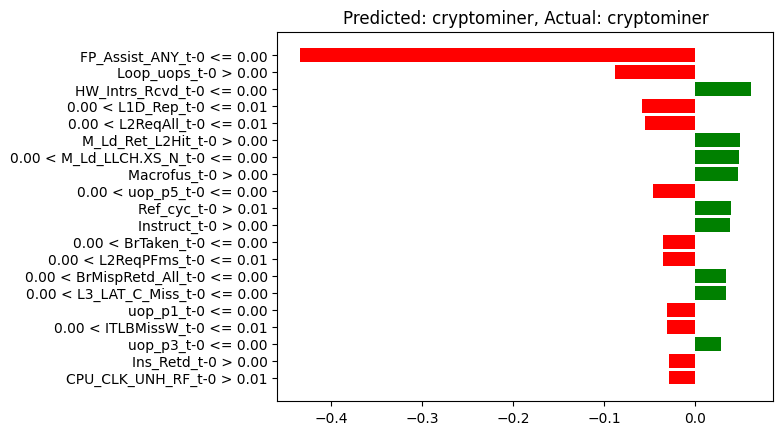 Predicted: cryptominer, Actual: cryptominer
FP_Assist_ANY_t-0 <= 0.00
Loop_uops_t-0 > 0.00
HW_Intrs_Rcvd_t-0 <= 0.00
0.00 < L1D_Rep_t-0 <= 0.01
0.00 < L2ReqAll_t-0 <= 0.01
M_Ld_Ret_L2Hit_t-0 > 0.00
0.00 < M_Ld_LLCH.XS_N_t-0 <= 0.00
Macrofus_t-0 > 0.00
0.00 < uop_p5_t-0 <= 0.00
Ref_cyc_t-0 > 0.01
Instruct_t-0 > 0.00
0.00 < BrTaken_t-0 <= 0.00
0.00 < L2ReqPFms_t-0 <= 0.01
0.00 < BrMispRetd_All_t-0 <= 0.00
0.00 < L3_LAT_C_Miss_t-0 <= 0.00
uop_p1_t-0 <= 0.00
0.00 < ITLBMissW_t-0 <= 0.01
uop_p3_t-0 <= 0.00
Ins_Retd_t-0 > 0.00
CPU_CLK_UNH_RF_t-0 > 0.01
−0.4 −0.3 −0.2 −0.1 0.0